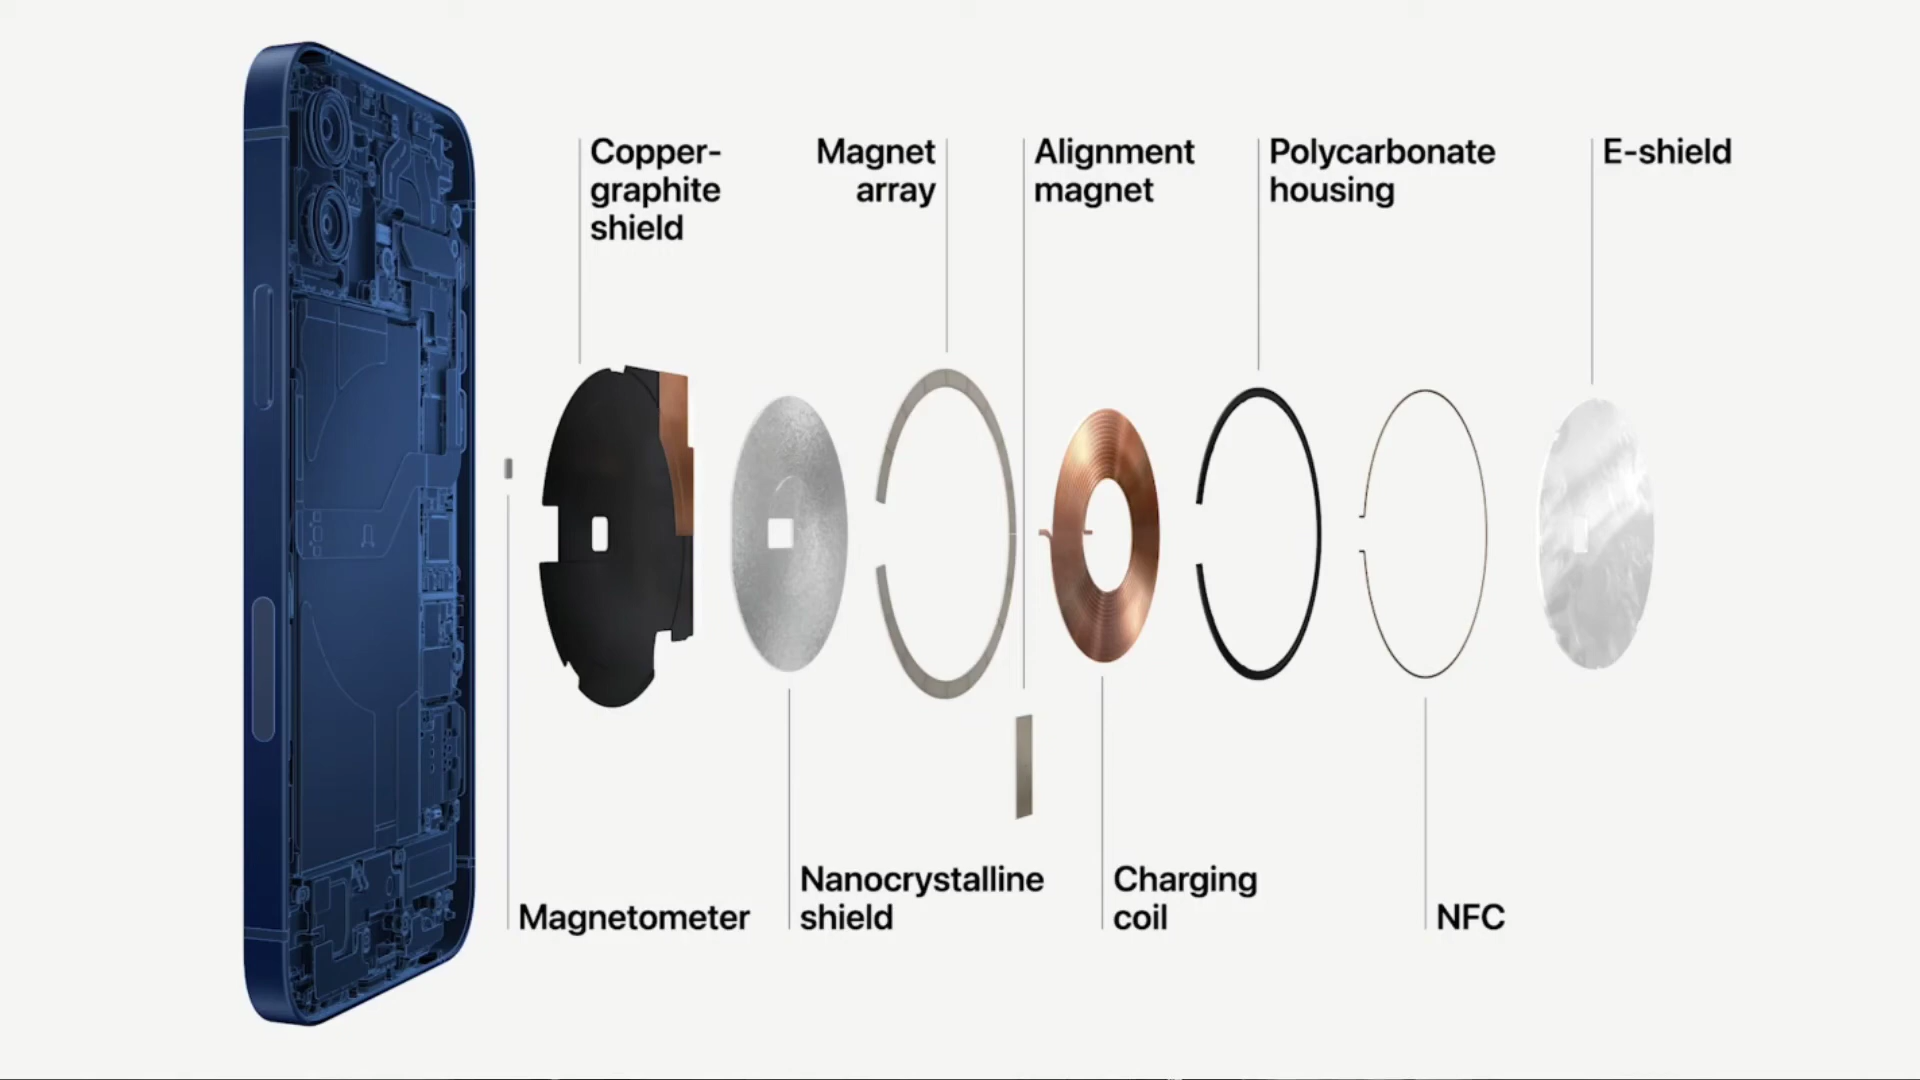 Copper-
graphite
shield
Magnet
array
Alignment
magnet
Polycarbonate
housing
E-shield
Magnetometer
Nanocrystalline
shield
Charging
coil
NFC